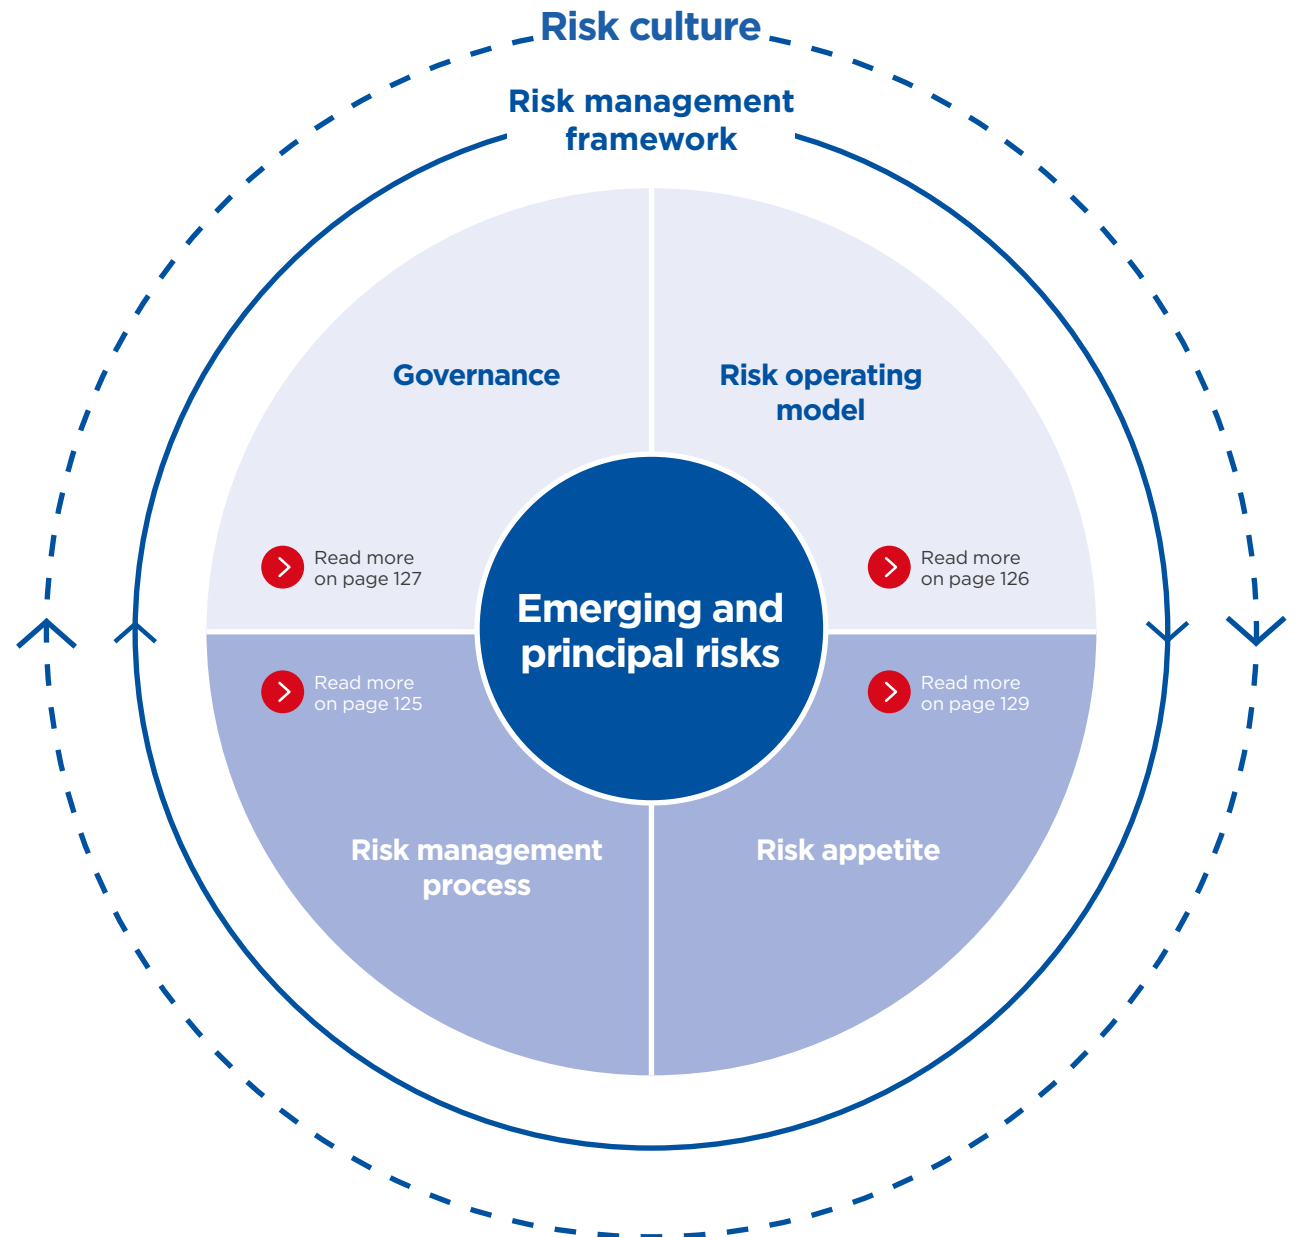 Risk culture
Risk management
framework
Governance
Risk operating
model
Read more
on page 127
Read more
on page 126
Emerging and
principal risks
Read more
on page 125
Read more
on page 129
Risk management
process
Risk appetite